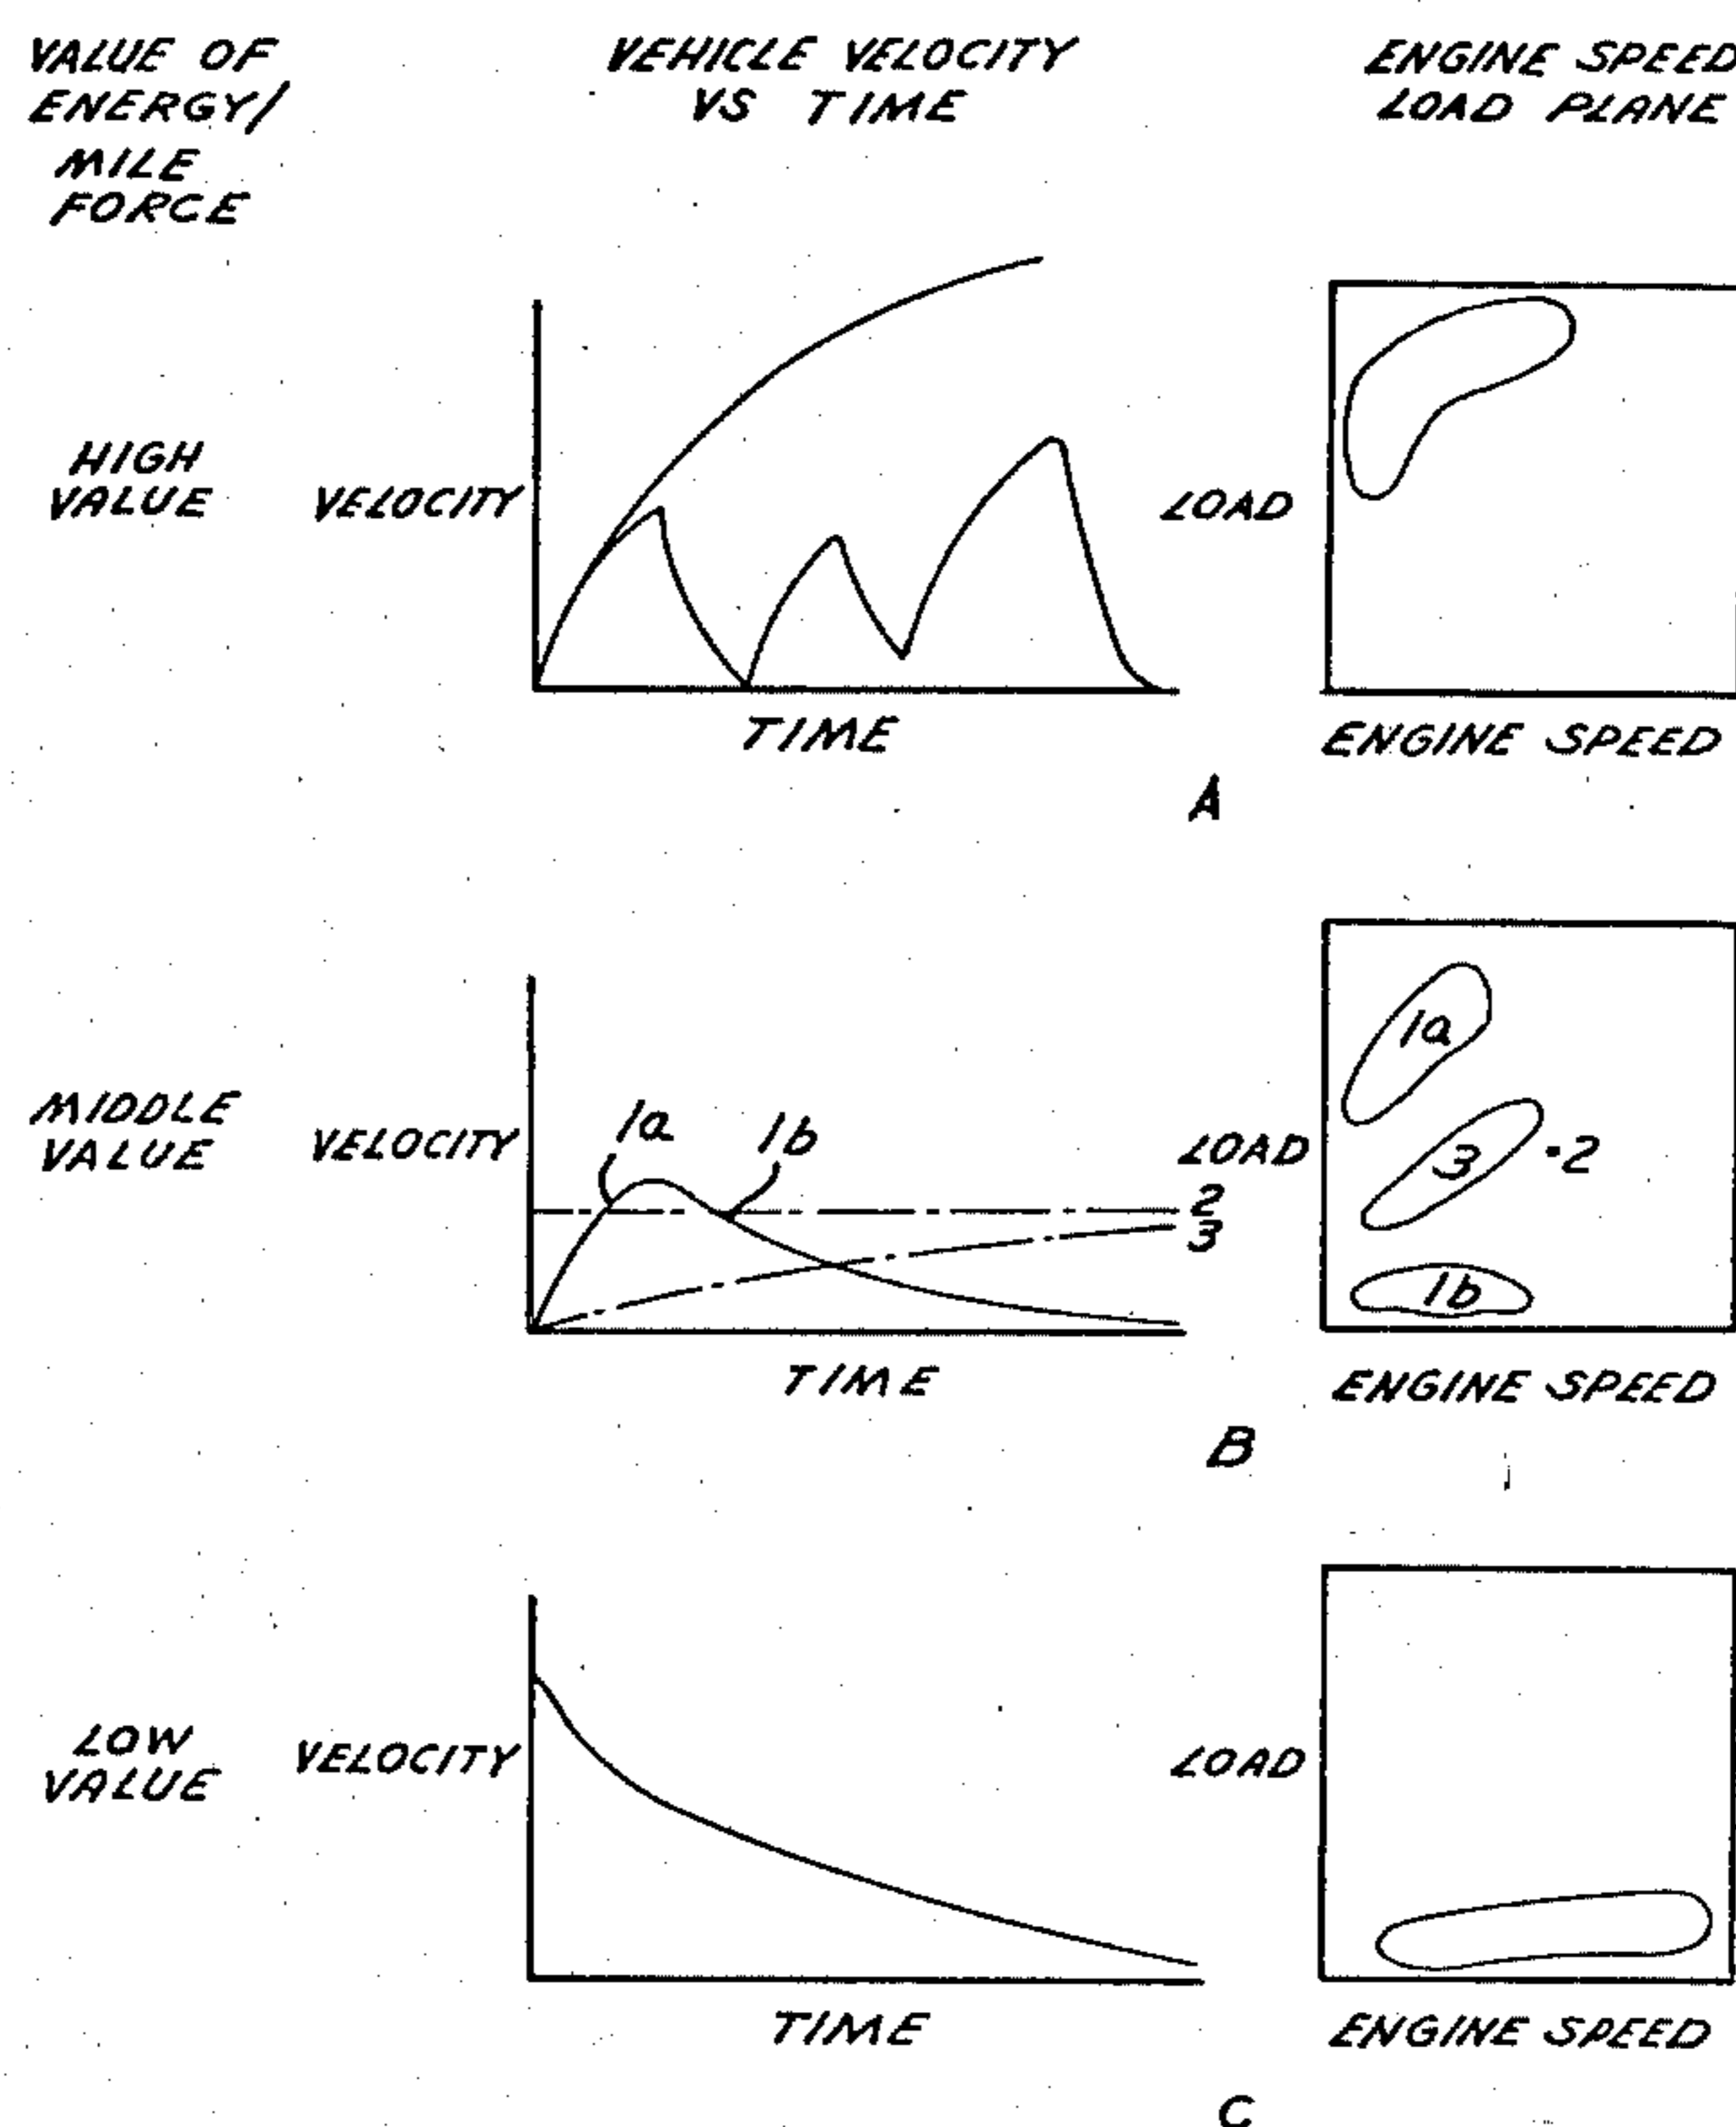 VALUE OF
ENERGY/
MILE
FORCE
VEHICLE VELOCITY
VS TIME
ENGINE SPEED
LOAD PLANE
HIGH
VALUE
VELOCITY
TIME
LOAD
ENGINE SPEED
A
MIDDLE
VALUE
VELOCITY
1a
1b
2
3
TIME
LOAD
1a
3
•2
1b
ENGINE SPEED
B
LOW
VALUE
VELOCITY
TIME
LOAD
ENGINE SPEED
C